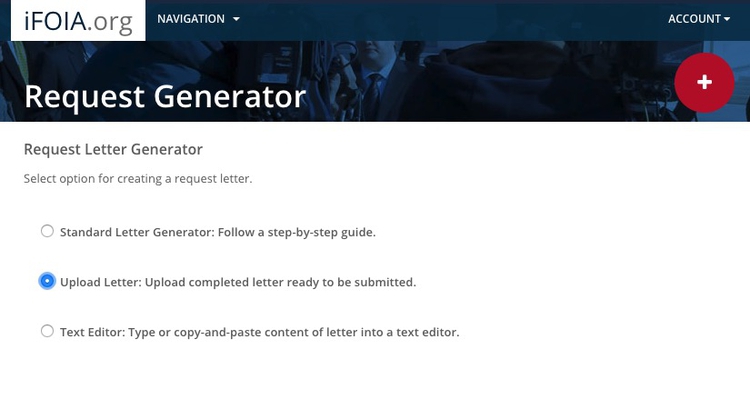 iFOIA.org
NAVIGATION
ACCOUNT
Request Generator
Request Letter Generator
Select option for creating a request letter.
Standard Letter Generator: Follow a step-by-step guide.
Upload Letter: Upload completed letter ready to be submitted.
Text Editor: Type or copy-and-paste content of letter into a text editor.